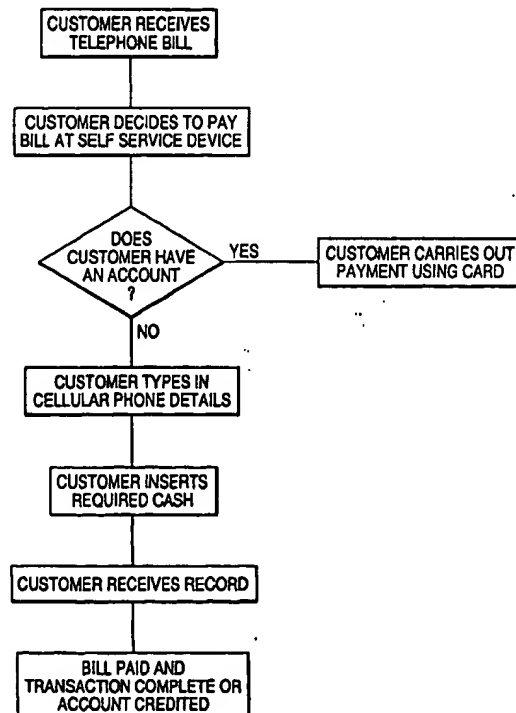 CUSTOMER RECEIVES
TELEPHONE BILL
CUSTOMER DECIDES TO PAY
BILL AT SELF SERVICE DEVICE
DOES
CUSTOMER HAVE
AN ACCOUNT
?
YES
CUSTOMER CARRIES OUT
PAYMENT USING CARD
NO
CUSTOMER TYPES IN
CELLULAR PHONE DETAILS
CUSTOMER INSERTS
REQUIRED CASH
CUSTOMER RECEIVES RECORD
BILL PAID AND
TRANSACTION COMPLETE OR
ACCOUNT CREDITED